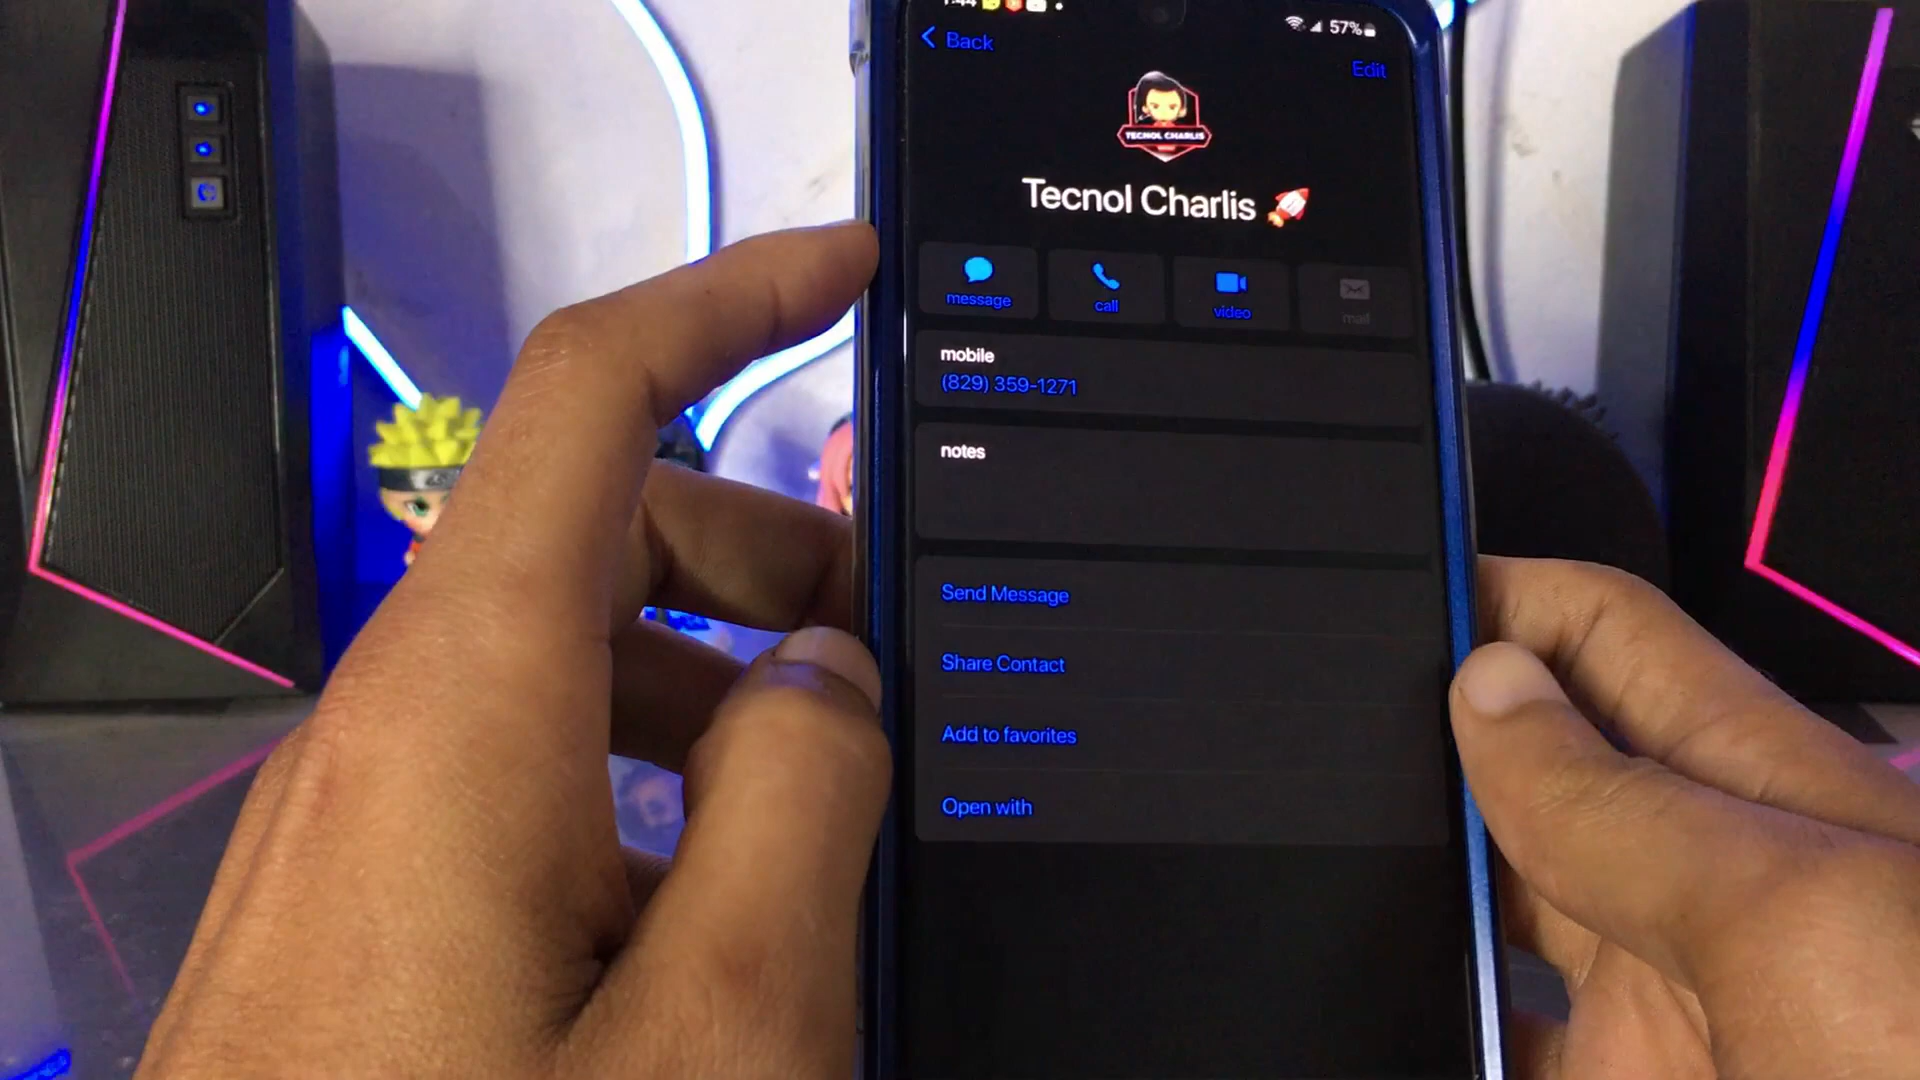 57%
Back
Edit
TECNOL CHARLIS
Tecnol Charlis
message
call
video
mail
mobile
(829) 359-1271
notes
Send Message
Share Contact
Add to favorites
Open with